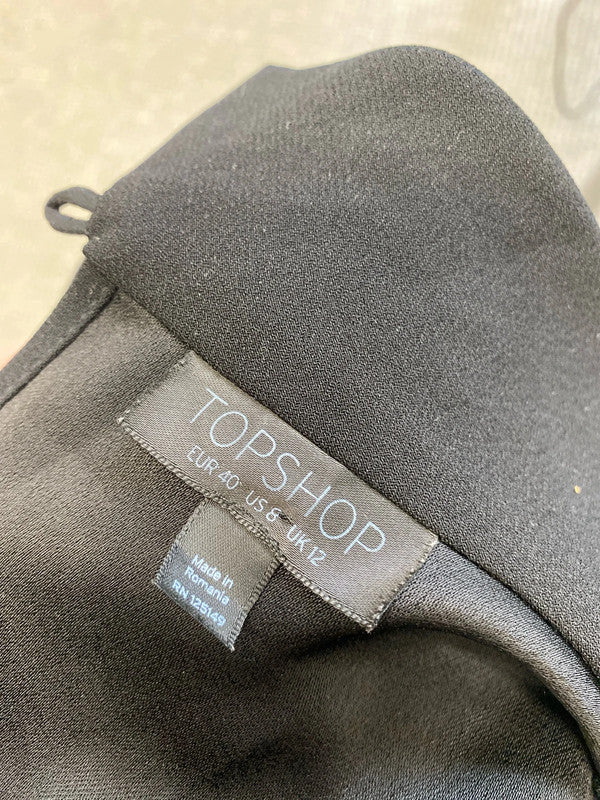 TOPSHOP
EUR 40 US 8 UK 12
Made in
Romania
RN 125149